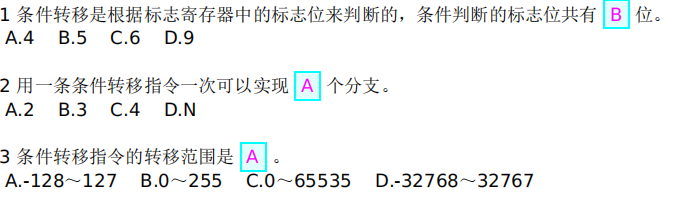 1 条件转移是根据标志寄存器中的标志位来判断的，条件判断的标志位共有 B 位。
A.4 B.5 C.6 D.9
2 用一条条件转移指令一次可以实现 A 个分支。
A.2 B.3 C.4 D.N
3 条件转移指令的转移范围是 A 。
A.-128～127 B.0～255 C.0～65535 D.-32768～32767